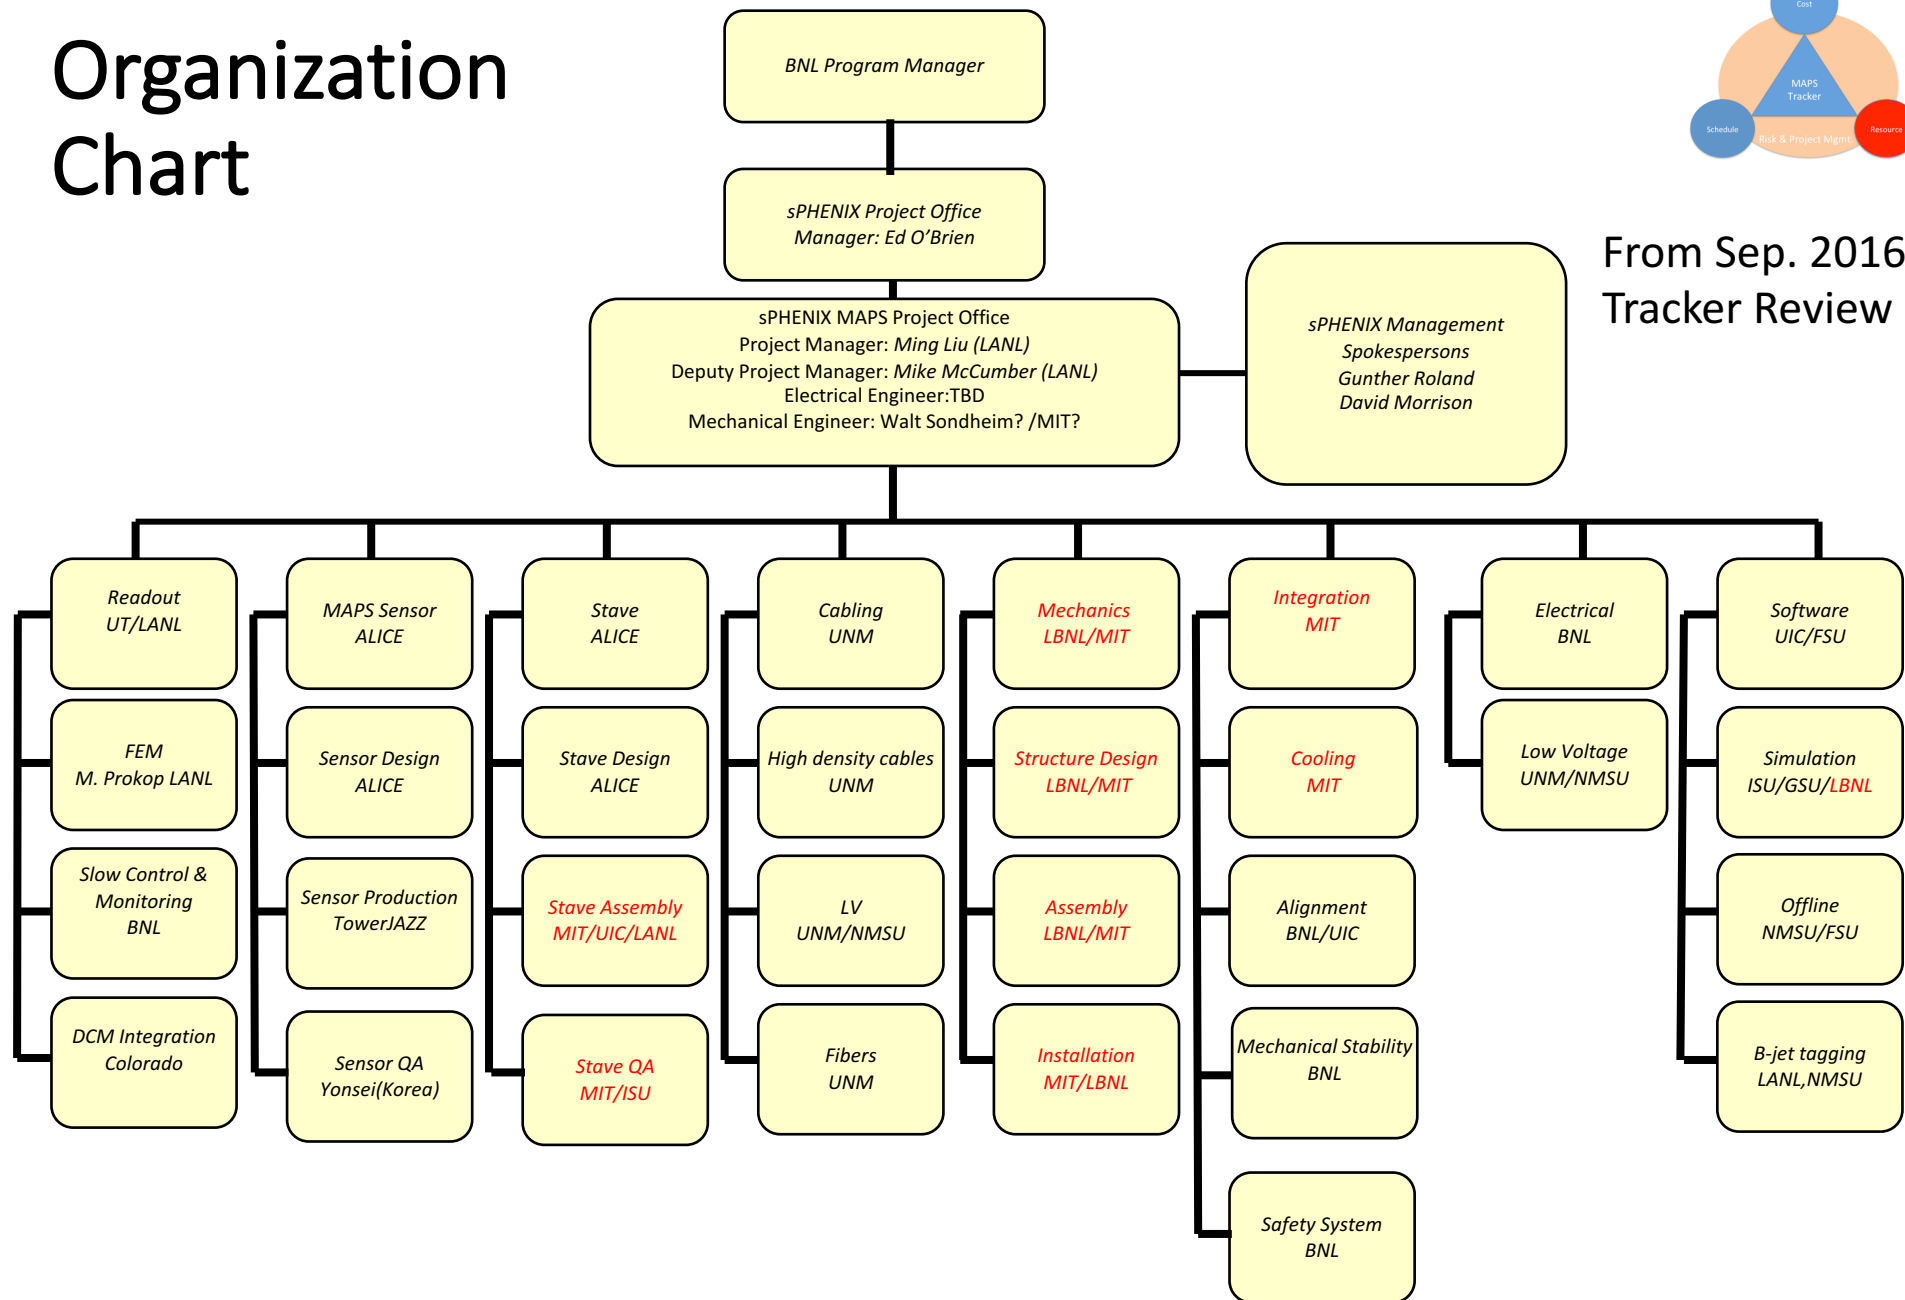 Organization
Chart
BNL Program Manager
Cost
MAPS
Tracker
Schedule
Risk & Project Mgmt
Resource
sPHENIX Project Office
Manager: Ed O’Brien
From Sep. 2016
Tracker Review
sPHENIX MAPS Project Office
Project Manager: Ming Liu (LANL)
Deputy Project Manager: Mike McCumber (LANL)
Electrical Engineer:TBD
Mechanical Engineer: Walt Sondheim? /MIT?
sPHENIX Management
Spokespersons
Gunther Roland
David Morrison
Readout
UT/LANL
FEM
M. Prokop LANL
Slow Control &
Monitoring
BNL
DCM Integration
Colorado
MAPS Sensor
ALICE
Sensor Design
ALICE
Sensor Production
TowerJAZZ
Sensor QA
Yonsei(Korea)
Stave
ALICE
Stave Design
ALICE
Stave Assembly
MIT/UIC/LANL
Stave QA
MIT/ISU
Cabling
UNM
High density cables
UNM
LV
UNM/NMSU
Fibers
UNM
Mechanics
LBNL/MIT
Structure Design
LBNL/MIT
Assembly
LBNL/MIT
Installation
MIT/LBNL
Integration
MIT
Cooling
MIT
Alignment
BNL/UIC
Mechanical Stability
BNL
Safety System
BNL
Electrical
BNL
Low Voltage
UNM/NMSU
Software
UIC/FSU
Simulation
ISU/GSU/LBNL
Offline
NMSU/FSU
B-jet tagging
LANL,NMSU